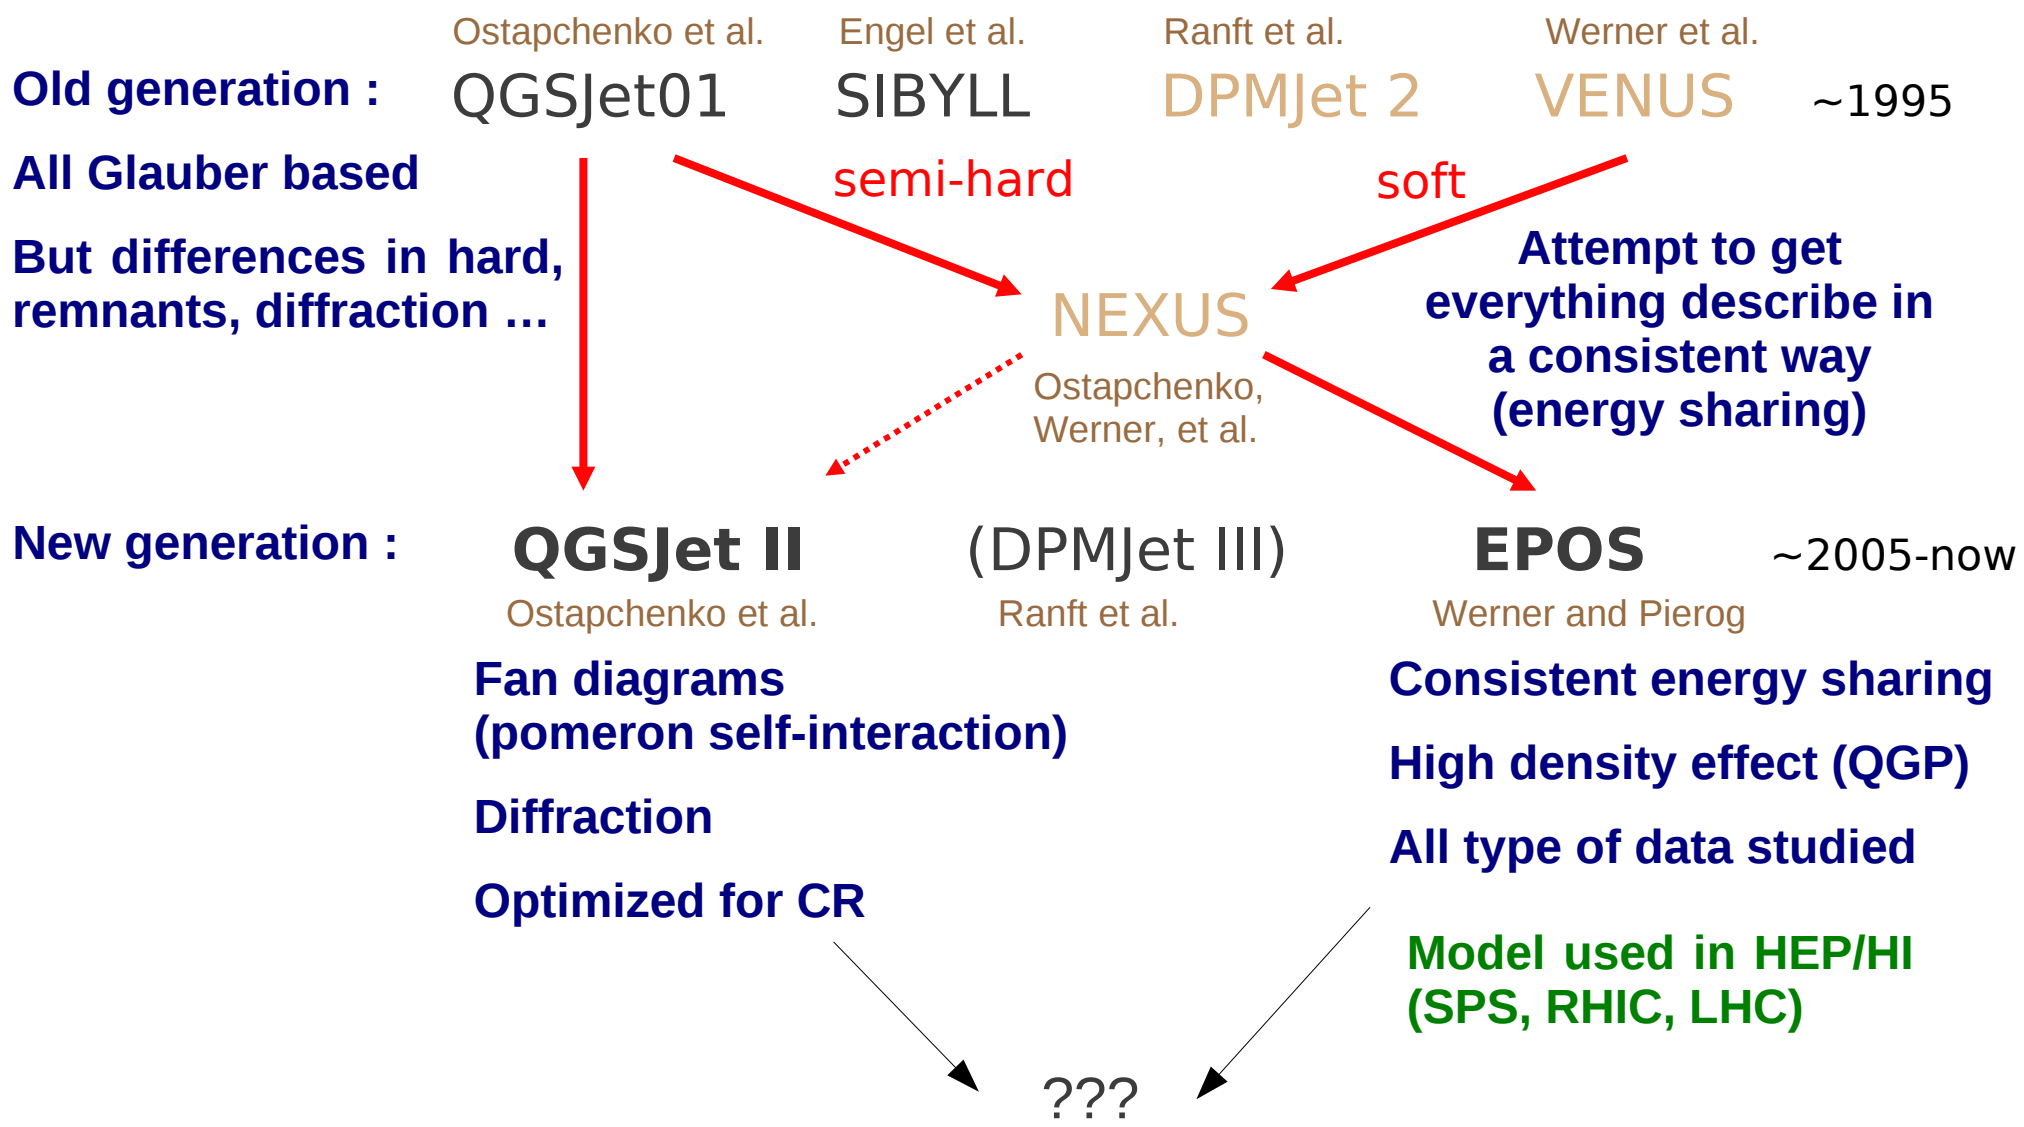 Ostapchenko et al. Engel et al. Ranft et al. Werner et al.
Old generation : QGSJet01 SIBYLL DPMJet 2 VENUS ~1995
All Glauber based
semi-hard soft
But differences in hard,
remnants, diffraction …
Attempt to get
everything describe in
a consistent way
(energy sharing)
NEXUS
Ostapchenko,
Werner, et al.
New generation : QGSJet II (DPMJet III) EPOS ~2005-now
Ostapchenko et al. Ranft et al. Werner and Pierog
Fan diagrams
(pomeron self-interaction)
Diffraction
Optimized for CR
Consistent energy sharing
High density effect (QGP)
All type of data studied
Model used in HEP/HI
(SPS, RHIC, LHC)
???